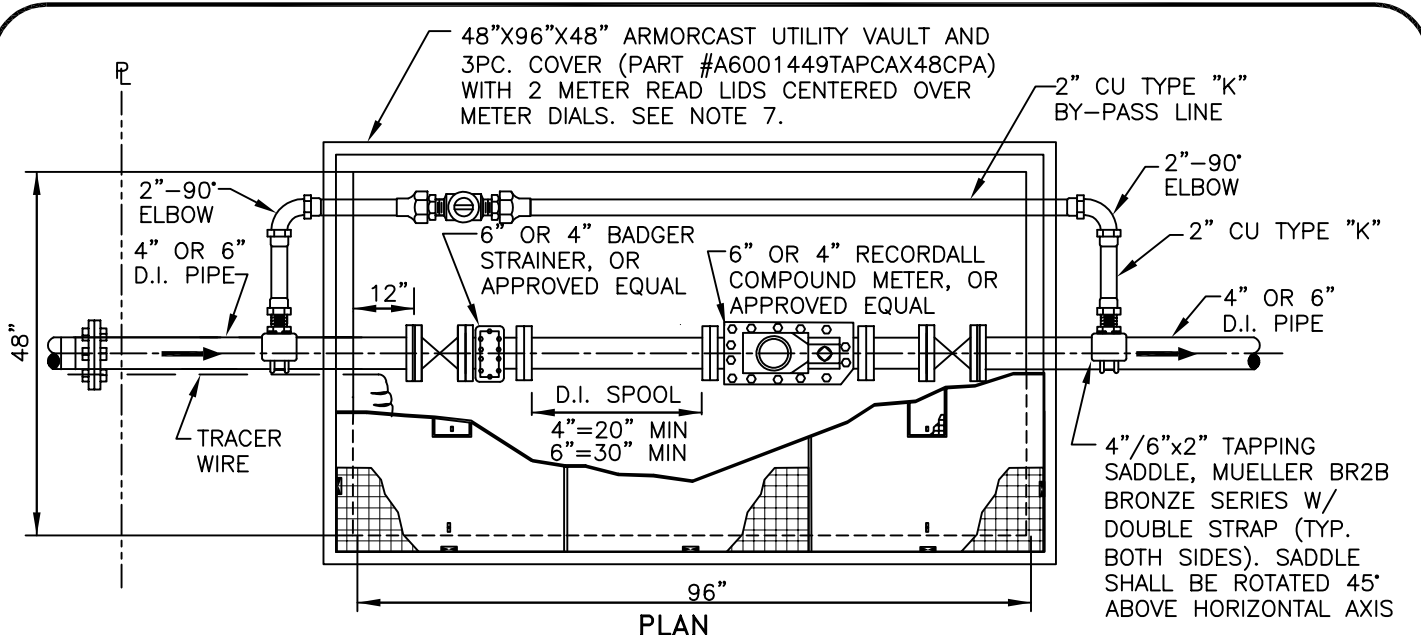 48”X96”X48” ARMORCAST UTILITY VAULT AND
3PC. COVER (PART #A6001449TAPCAX48CPA)
WITH 2 METER READ LIDS CENTERED OVER
METER DIALS. SEE NOTE 7.
PL
2” CU TYPE "K"
BY-PASS LINE
2”-90°
ELBOW
2”-90°
ELBOW
2” CU TYPE "K"
4” OR 6”
D.I. PIPE
6” OR 4” BADGER
STRAINER, OR
APPROVED EQUAL
6” OR 4” RECORDALL
COMPOUND METER, OR
APPROVED EQUAL
4” OR 6”
D.I. PIPE
12”
48”
D.I. SPOOL
4”=20” MIN
6”=30” MIN
TRACER
WIRE
4”/6”x2” TAPPING
SADDLE, MUELLER BR2B
BRONZE SERIES W/
DOUBLE STRAP (TYP.
BOTH SIDES). SADDLE
SHALL BE ROTATED 45°
ABOVE HORIZONTAL AXIS
96”
PLAN